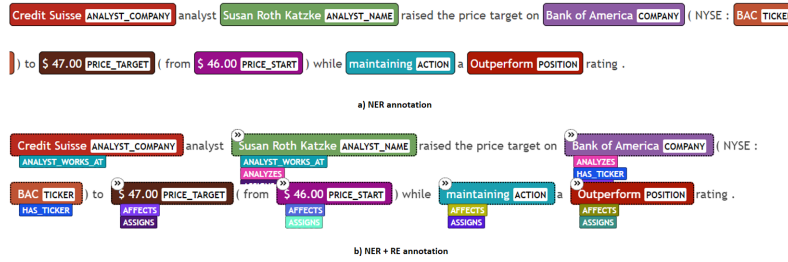 Credit Suisse ANALYST_COMPANY analyst Susan Roth Katzke ANALYST_NAME raised the price target on Bank of America COMPANY ( NYSE : BAC
) to $ 47.00 PRICE_TARGET ( from $ 46.00 PRICE_START ) while maintaining ACTION a Outperform POSITION rating .
a) NER annotation
Credit Suisse ANALYST_COMPANY analyst Susan Roth Katzke ANALYST_NAME raised the price target on Bank of America COMPANY ( NYSE :
ANALYST_WORKS_AT ANALYST_WORKS_AT ANALYZES
ANALYZES HAS_TICKER
BAC TICKER ) to $ 47.00 PRICE_TARGET ( from $ 46.00 PRICE_START ) while maintaining ACTION a Outperform POSITION rating .
HAS_TICKER AFFECTS AFFECTS AFFECTS AFFECTS
ASSIGNS ASSIGNS ASSIGNS ASSIGNS
b) NER + RE annotation